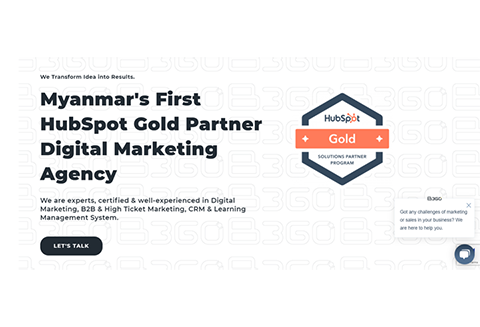 We Transform Idea into Results.
Myanmar's First
HubSpot Gold Partner
Digital Marketing
Agency
We are experts, certified & well-experienced in Digital
Marketing, B2B & High Ticket Marketing, CRM & Learning
Management System.
LET'S TALK
HubSpot
Gold
SOLUTIONS PARTNER
PROGRAM
B360
Got any challenges of marketing
or sales in your business? We
are here to help you.